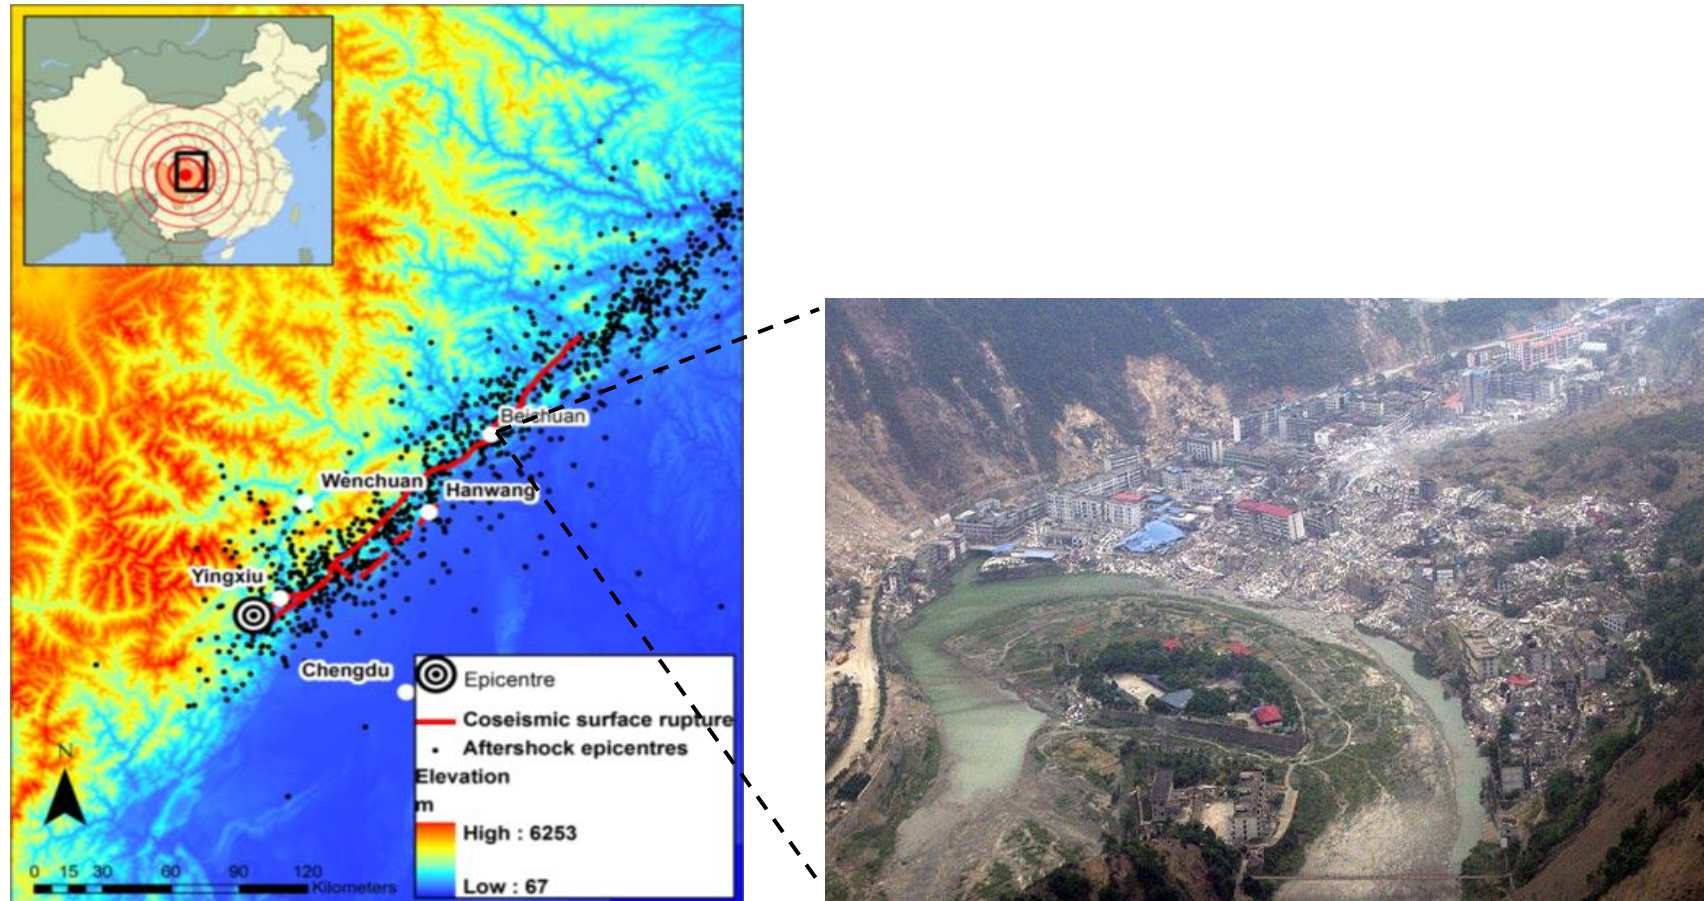 Beichuan
Wenchuan
Hanwang
Yingxiu
Chengdu
Epicentre
Coseismic surface rupture
Aftershock epicentres
Elevation
m
High : 6253
Low : 67
N
0 15 30 60 90 120
Kilometers